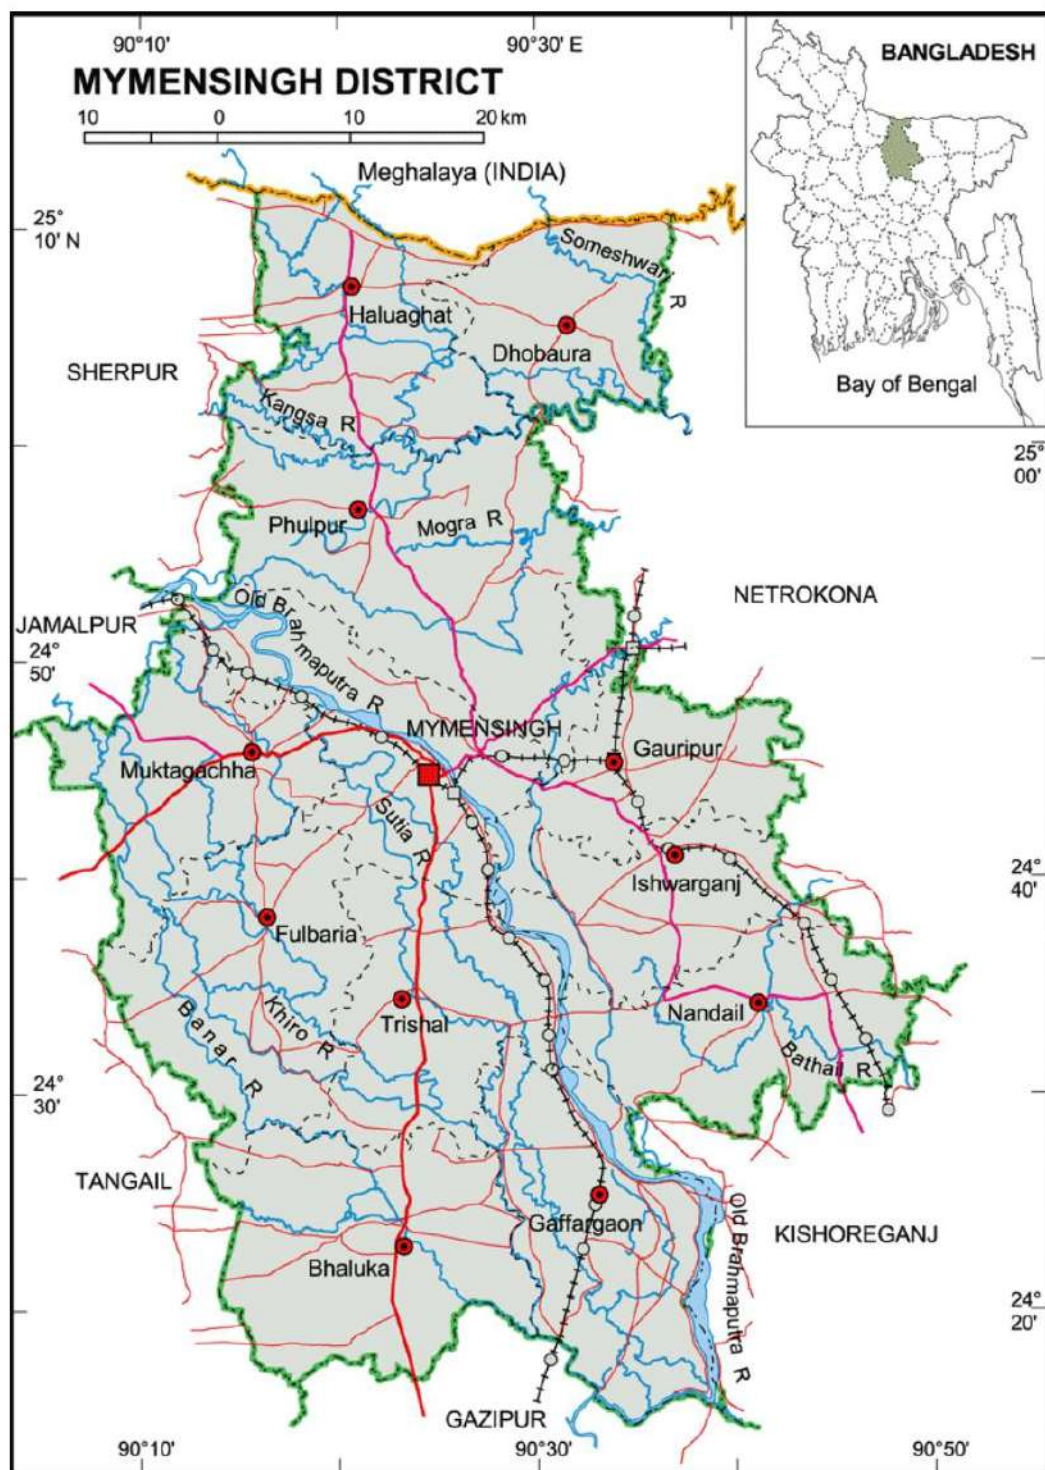 90°10'
90°30' E
MYMENSINGH DISTRICT
BANGLADESH
10 0 10 20 km
Meghalaya (INDIA)
25°
10' N
Someshwari R
Haluaghat
Dhobaura
SHERPUR
Bay of Bengal
Kangsa R
25°
00'
Phulpur
Mogra R
NETROKONA
Old Brahmaputra R
JAMALPUR
24°
50'
MYMENSINGH
Gauripur
Muktagachha
Sutia R
24°
40'
Ishwarganj
Fulbaria
Khiro R
Banar R
Trishal
Nandail
Bathail R
24°
30'
TANGAIL
Old Brahmaputra R
Gaffargaon
KISHOREGANJ
Bhaluka
24°
20'
GAZIPUR
90°10'
90°30'
90°50'